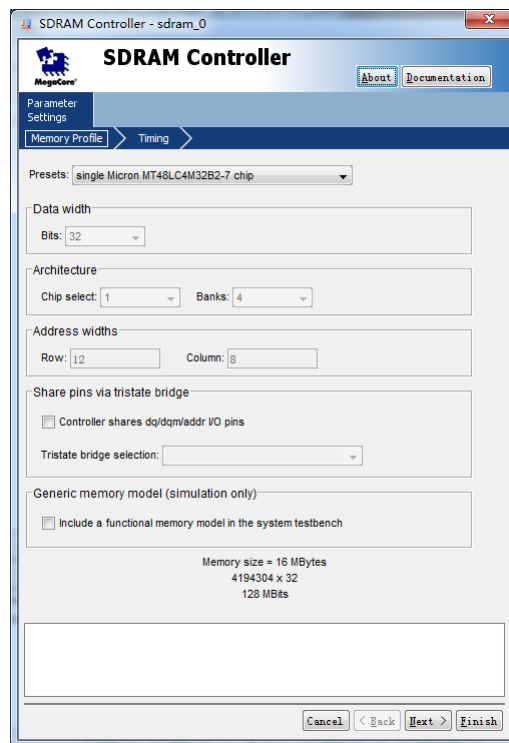 SDRAM Controller - sdram_0
SDRAM Controller
MegaCore'
About Documentation
Parameter
Settings
Memory Profile Timing
Presets: single Micron MT48LC4M32B2-7 chip
Data width
Bits: 32
Architecture
Chip select: 1 Banks: 4
Address widths
Row: 12 Column: 8
Share pins via tristate bridge
Controller shares dq/dqm/addr I/O pins
Tristate bridge selection:
Generic memory model (simulation only)
Include a functional memory model in the system testbench
Memory size = 16 MBytes
4194304 x 32
128 MBits
Cancel < Back Next > Finish